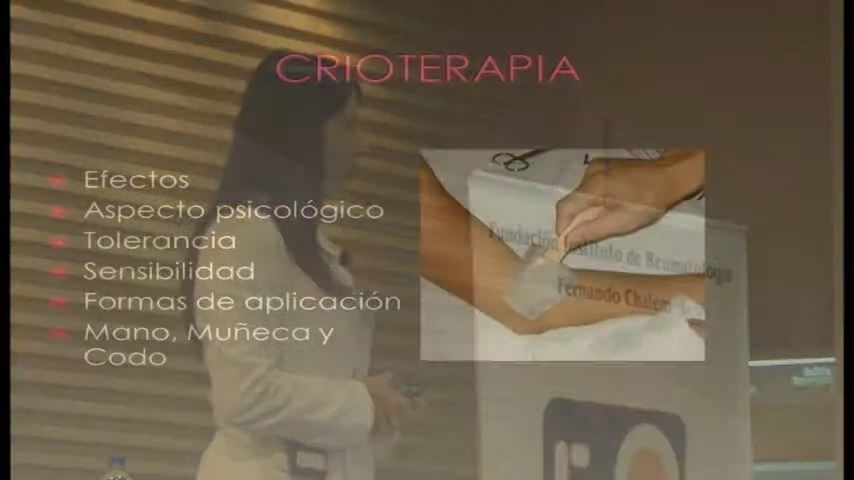 CRIOTERAPIA
Efectos
Aspecto psicológico
Tolerancia
Sensibilidad
Formas de aplicación
Mano, Muñeca y
Codo
Fundación Instituto de Reumatología
Fernando Chalem